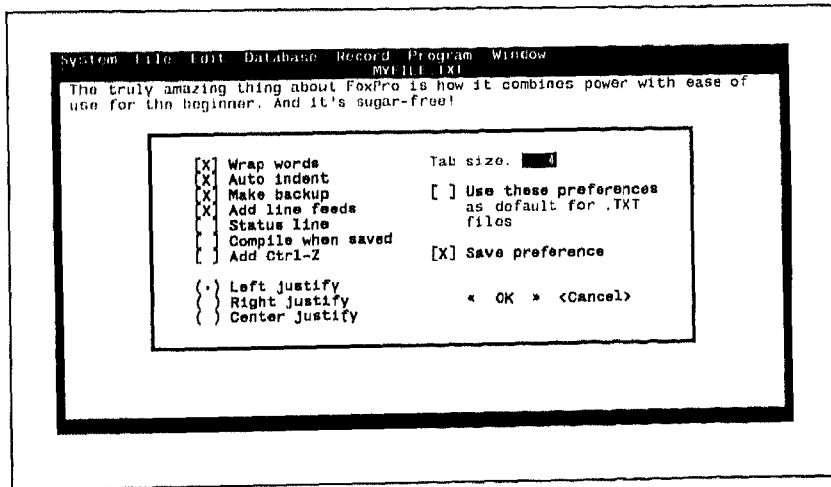 System File Edit Database Record Program Window
MYFILE.TXT
The truly amazing thing about FoxPro is how it combines power with ease of
use for the beginner. And it's sugar-free!
[X] Wrap words
[X] Auto indent
[X] Make backup
[X] Add line feeds
[ ] Status line
[ ] Compile when saved
[ ] Add Ctrl-Z
(·) Left justify
( ) Right justify
( ) Center justify
Tab size. 4
[ ] Use these preferences
as default for .TXT
files
[X] Save preference
« OK » <Cancel>